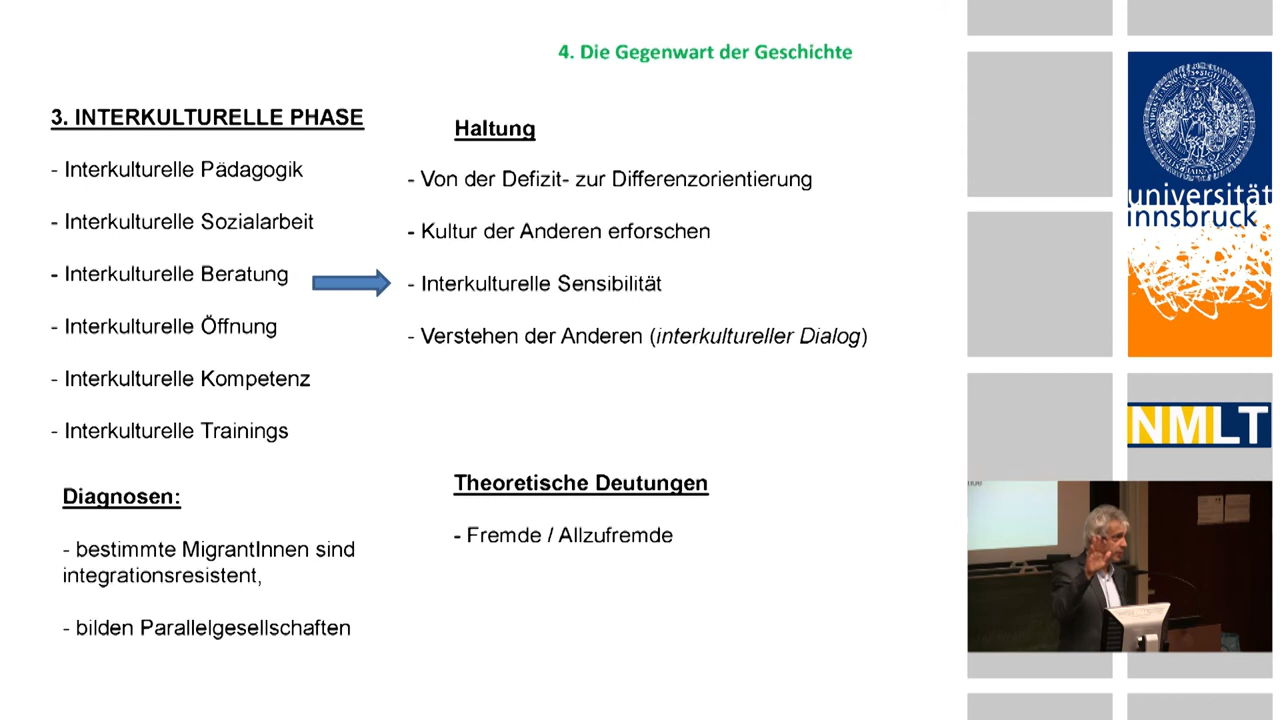 4. Die Gegenwart der Geschichte
3. INTERKULTURELLE PHASE
- Interkulturelle Pädagogik
- Interkulturelle Sozialarbeit
- Interkulturelle Beratung
- Interkulturelle Öffnung
- Interkulturelle Kompetenz
- Interkulturelle Trainings
Diagnosen:
- bestimmte MigrantInnen sind
integrationsresistent,
- bilden Parallelgesellschaften
Haltung
- Von der Defizit- zur Differenzorientierung
- Kultur der Anderen erforschen
- Interkulturelle Sensibilität
- Verstehen der Anderen (interkultureller Dialog)
Theoretische Deutungen
- Fremde / Allzufremde
universität
innsbruck
NMLT